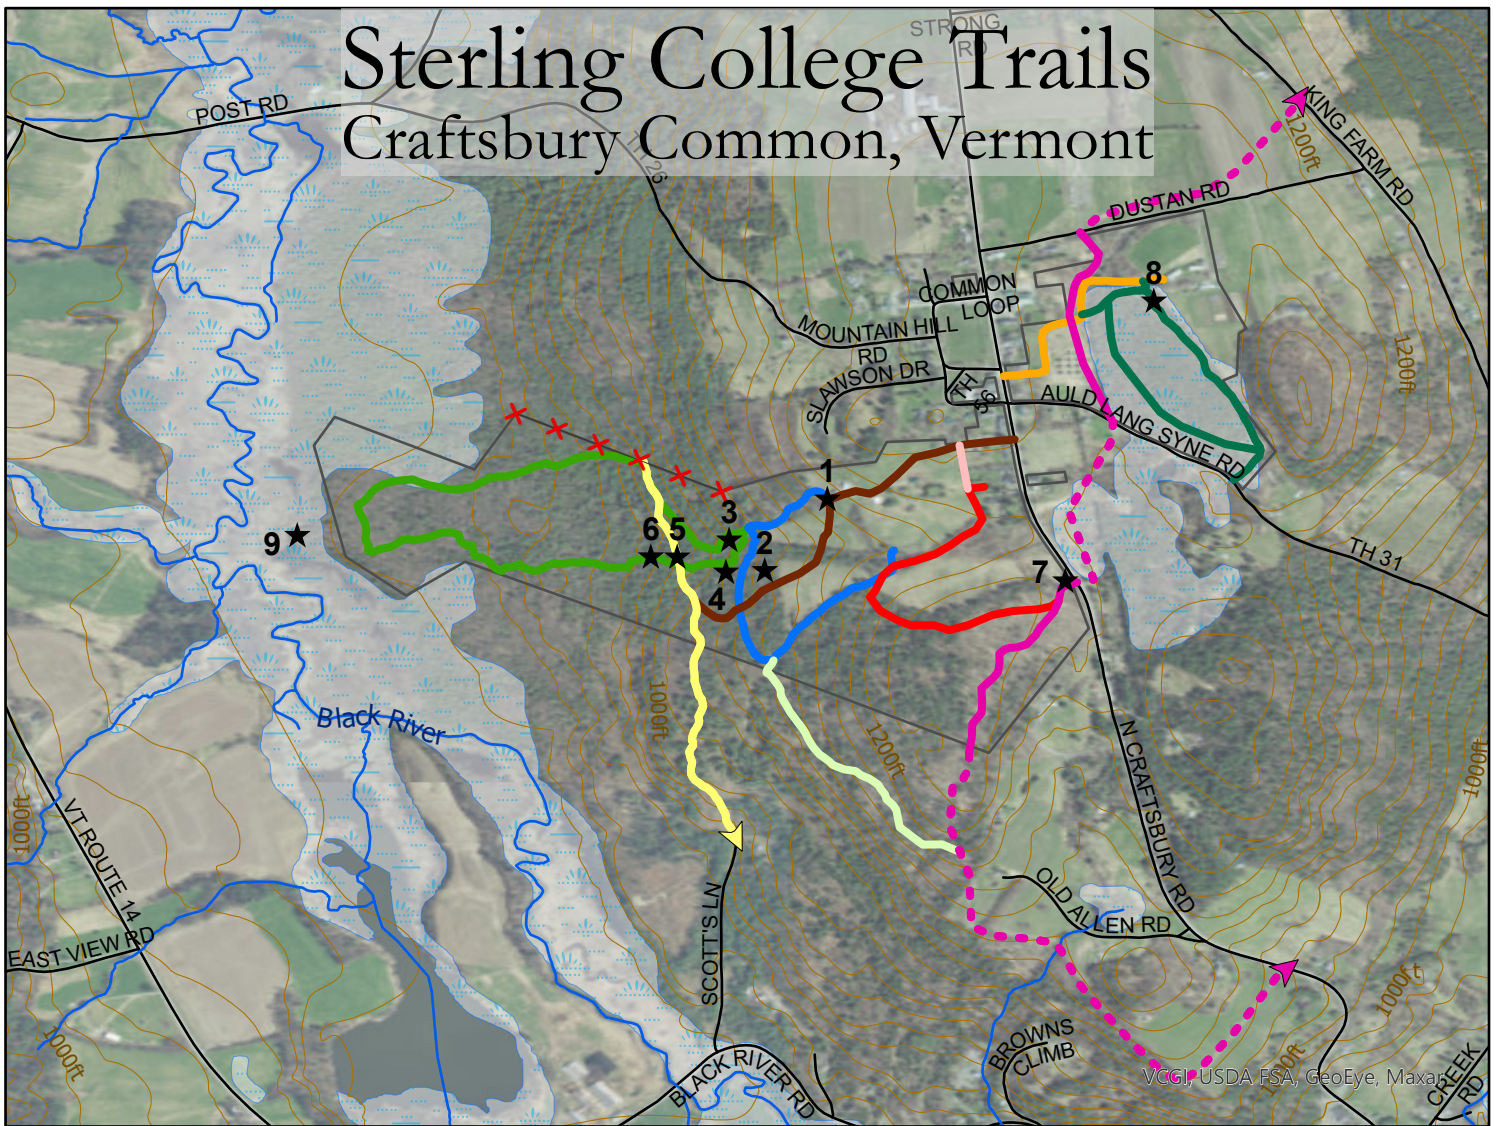 Sterling College Trails
Craftsbury Common, Vermont
STRONG
RD
POST RD
TH 26
KING FARM RD
1200ft
DUSTAN RD
8
COMMON
LOOP
MOUNTAIN HILL
RD
SLAWSON DR
TH
56
AULD LANG SYNE RD
1200ft
1
3
6
5
2
4
9
7
TH 31
1000ft
Black River
1200ft
N CRAFTSBURY RD
1000ft
1000ft
VT ROUTE 14
EAST VIEW RD
SCOTT'S LN
OLD ALLEN RD
1000ft
1000ft
BROWNS
CLIMB
BLACK RIVER RD
VCGI, USDA FSA, GeoEye, Maxar
CREEK
RD